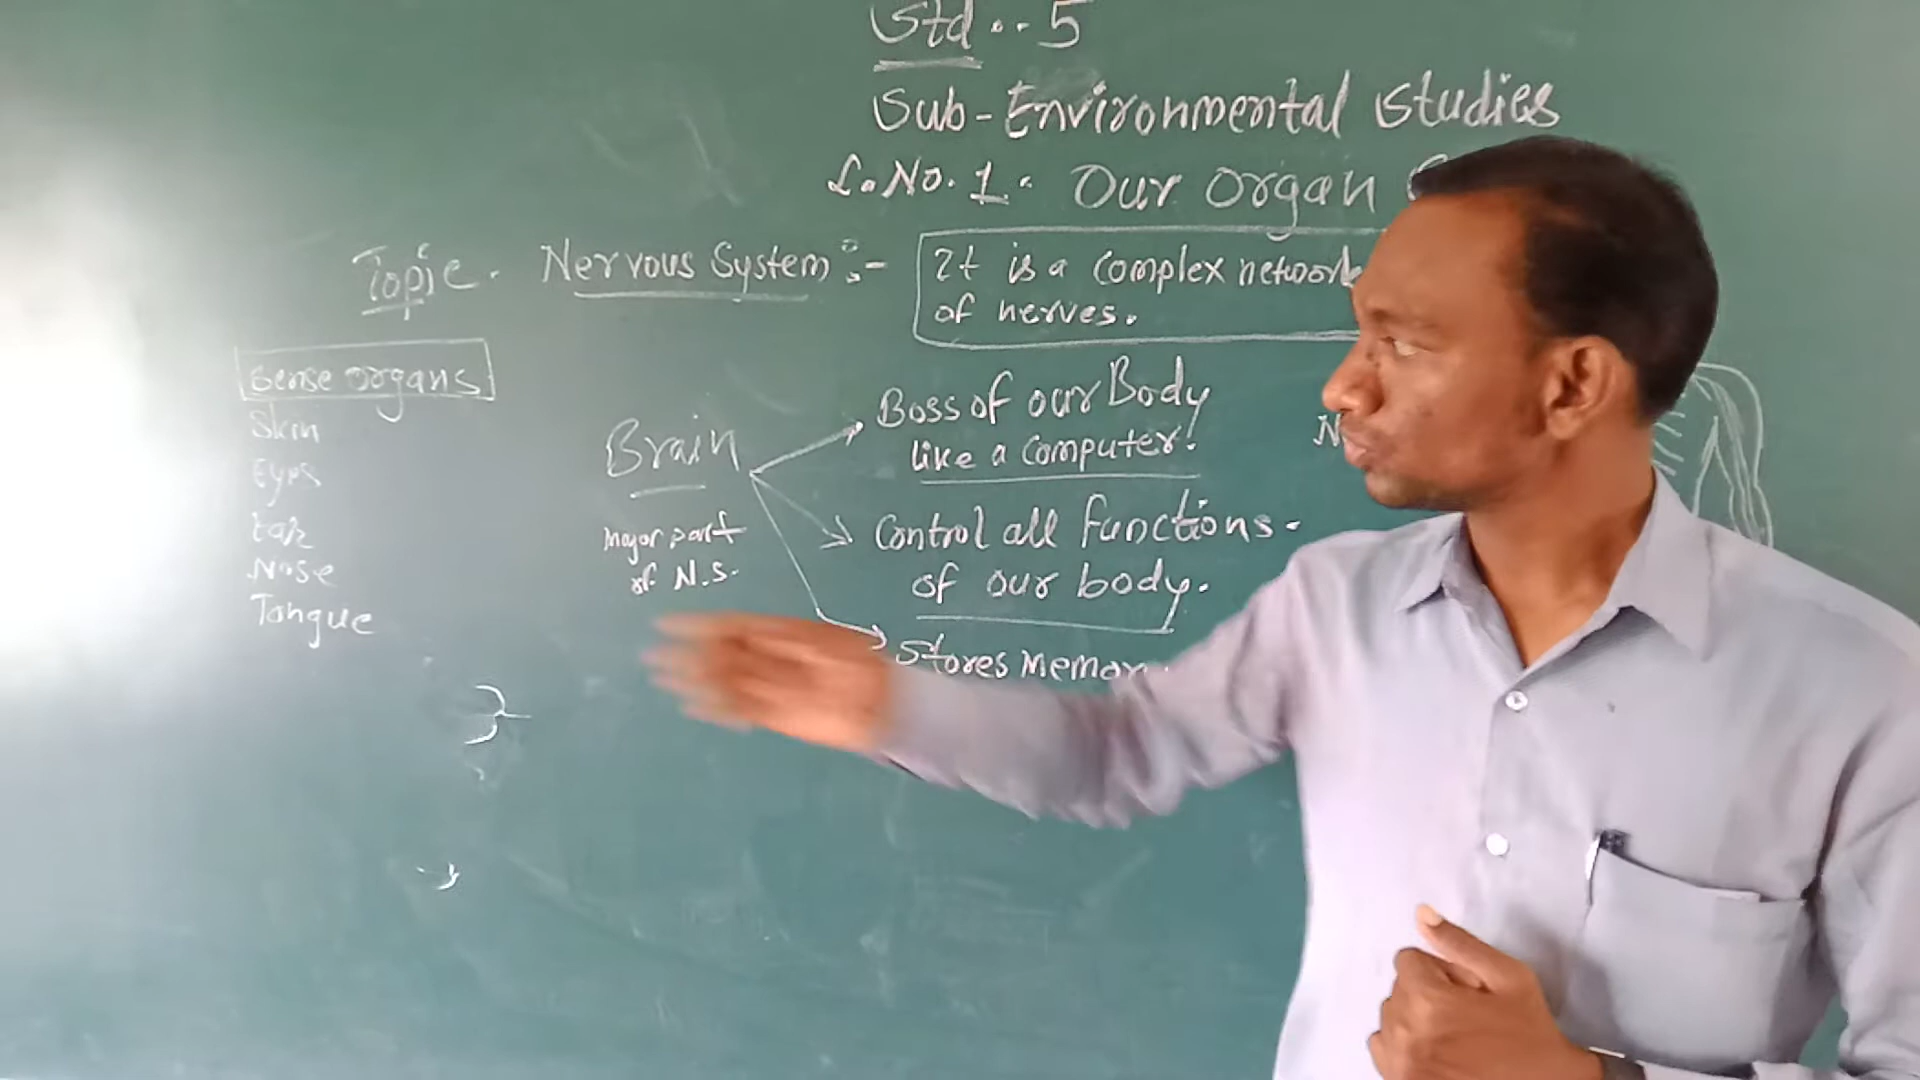 Std .. 5
Sub - Environmental Studies
L. No. 1. Our Organ
Topic. Nervous System :-
It is a complex network
of nerves.
Sense organs
Skin
Eyes
Ear
Nose
Tongue
Brain
major part
of N.S.
Boss of our Body
like a computer!
Control all functions.
of our body.
Stores